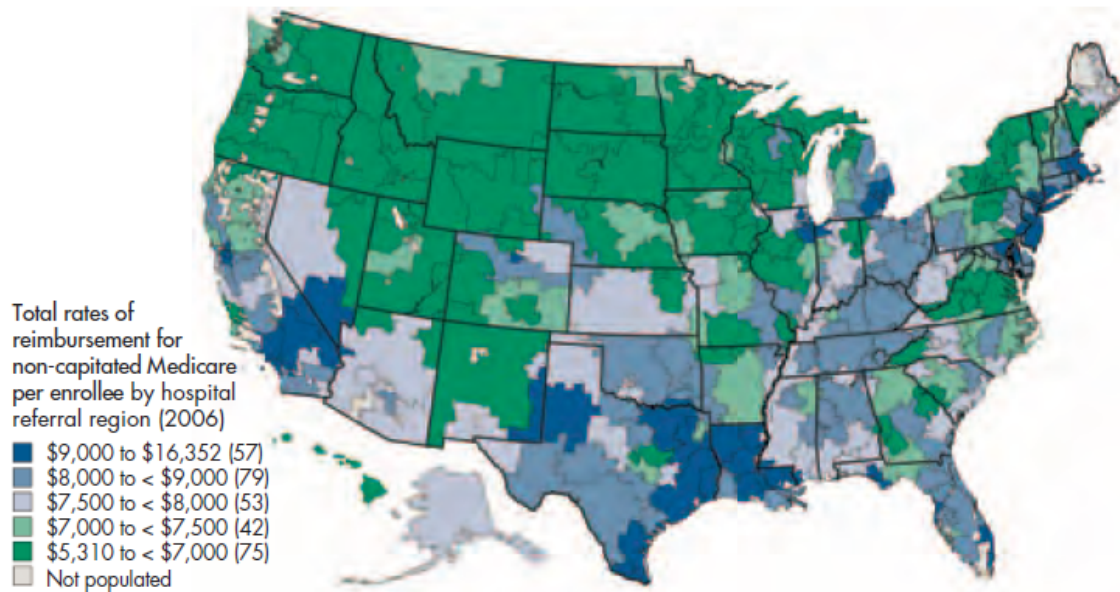 Total rates of
reimbursement for
non-capitated Medicare
per enrollee by hospital
referral region (2006)
$9,000 to $16,352 (57)
$8,000 to < $9,000 (79)
$7,500 to < $8,000 (53)
$7,000 to < $7,500 (42)
$5,310 to < $7,000 (75)
Not populated